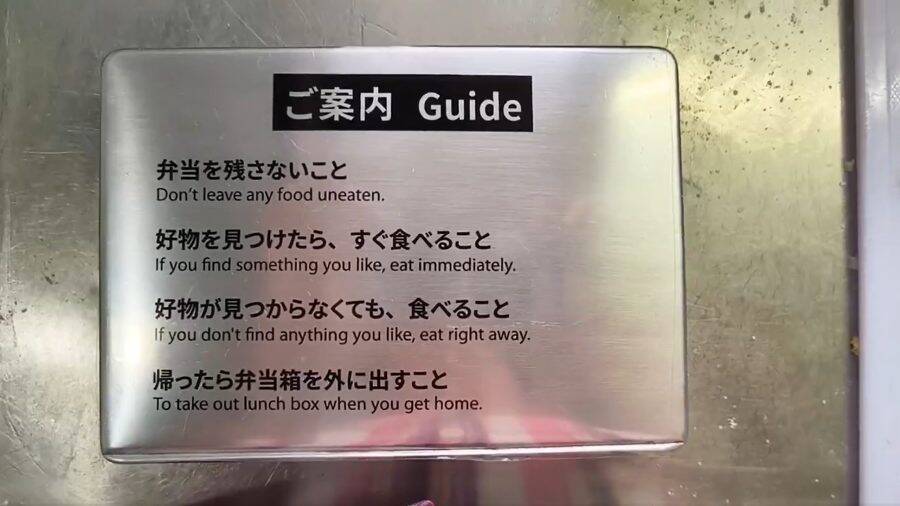 ご案内 Guide
弁当を残さないこと
Don't leave any food uneaten.
好物を見つけたら、すぐ食べること
If you find something you like, eat immediately.
好物が見つからなくても、食べること
If you don't find anything you like, eat right away.
帰ったら弁当箱を外に出すこと
To take out lunch box when you get home.